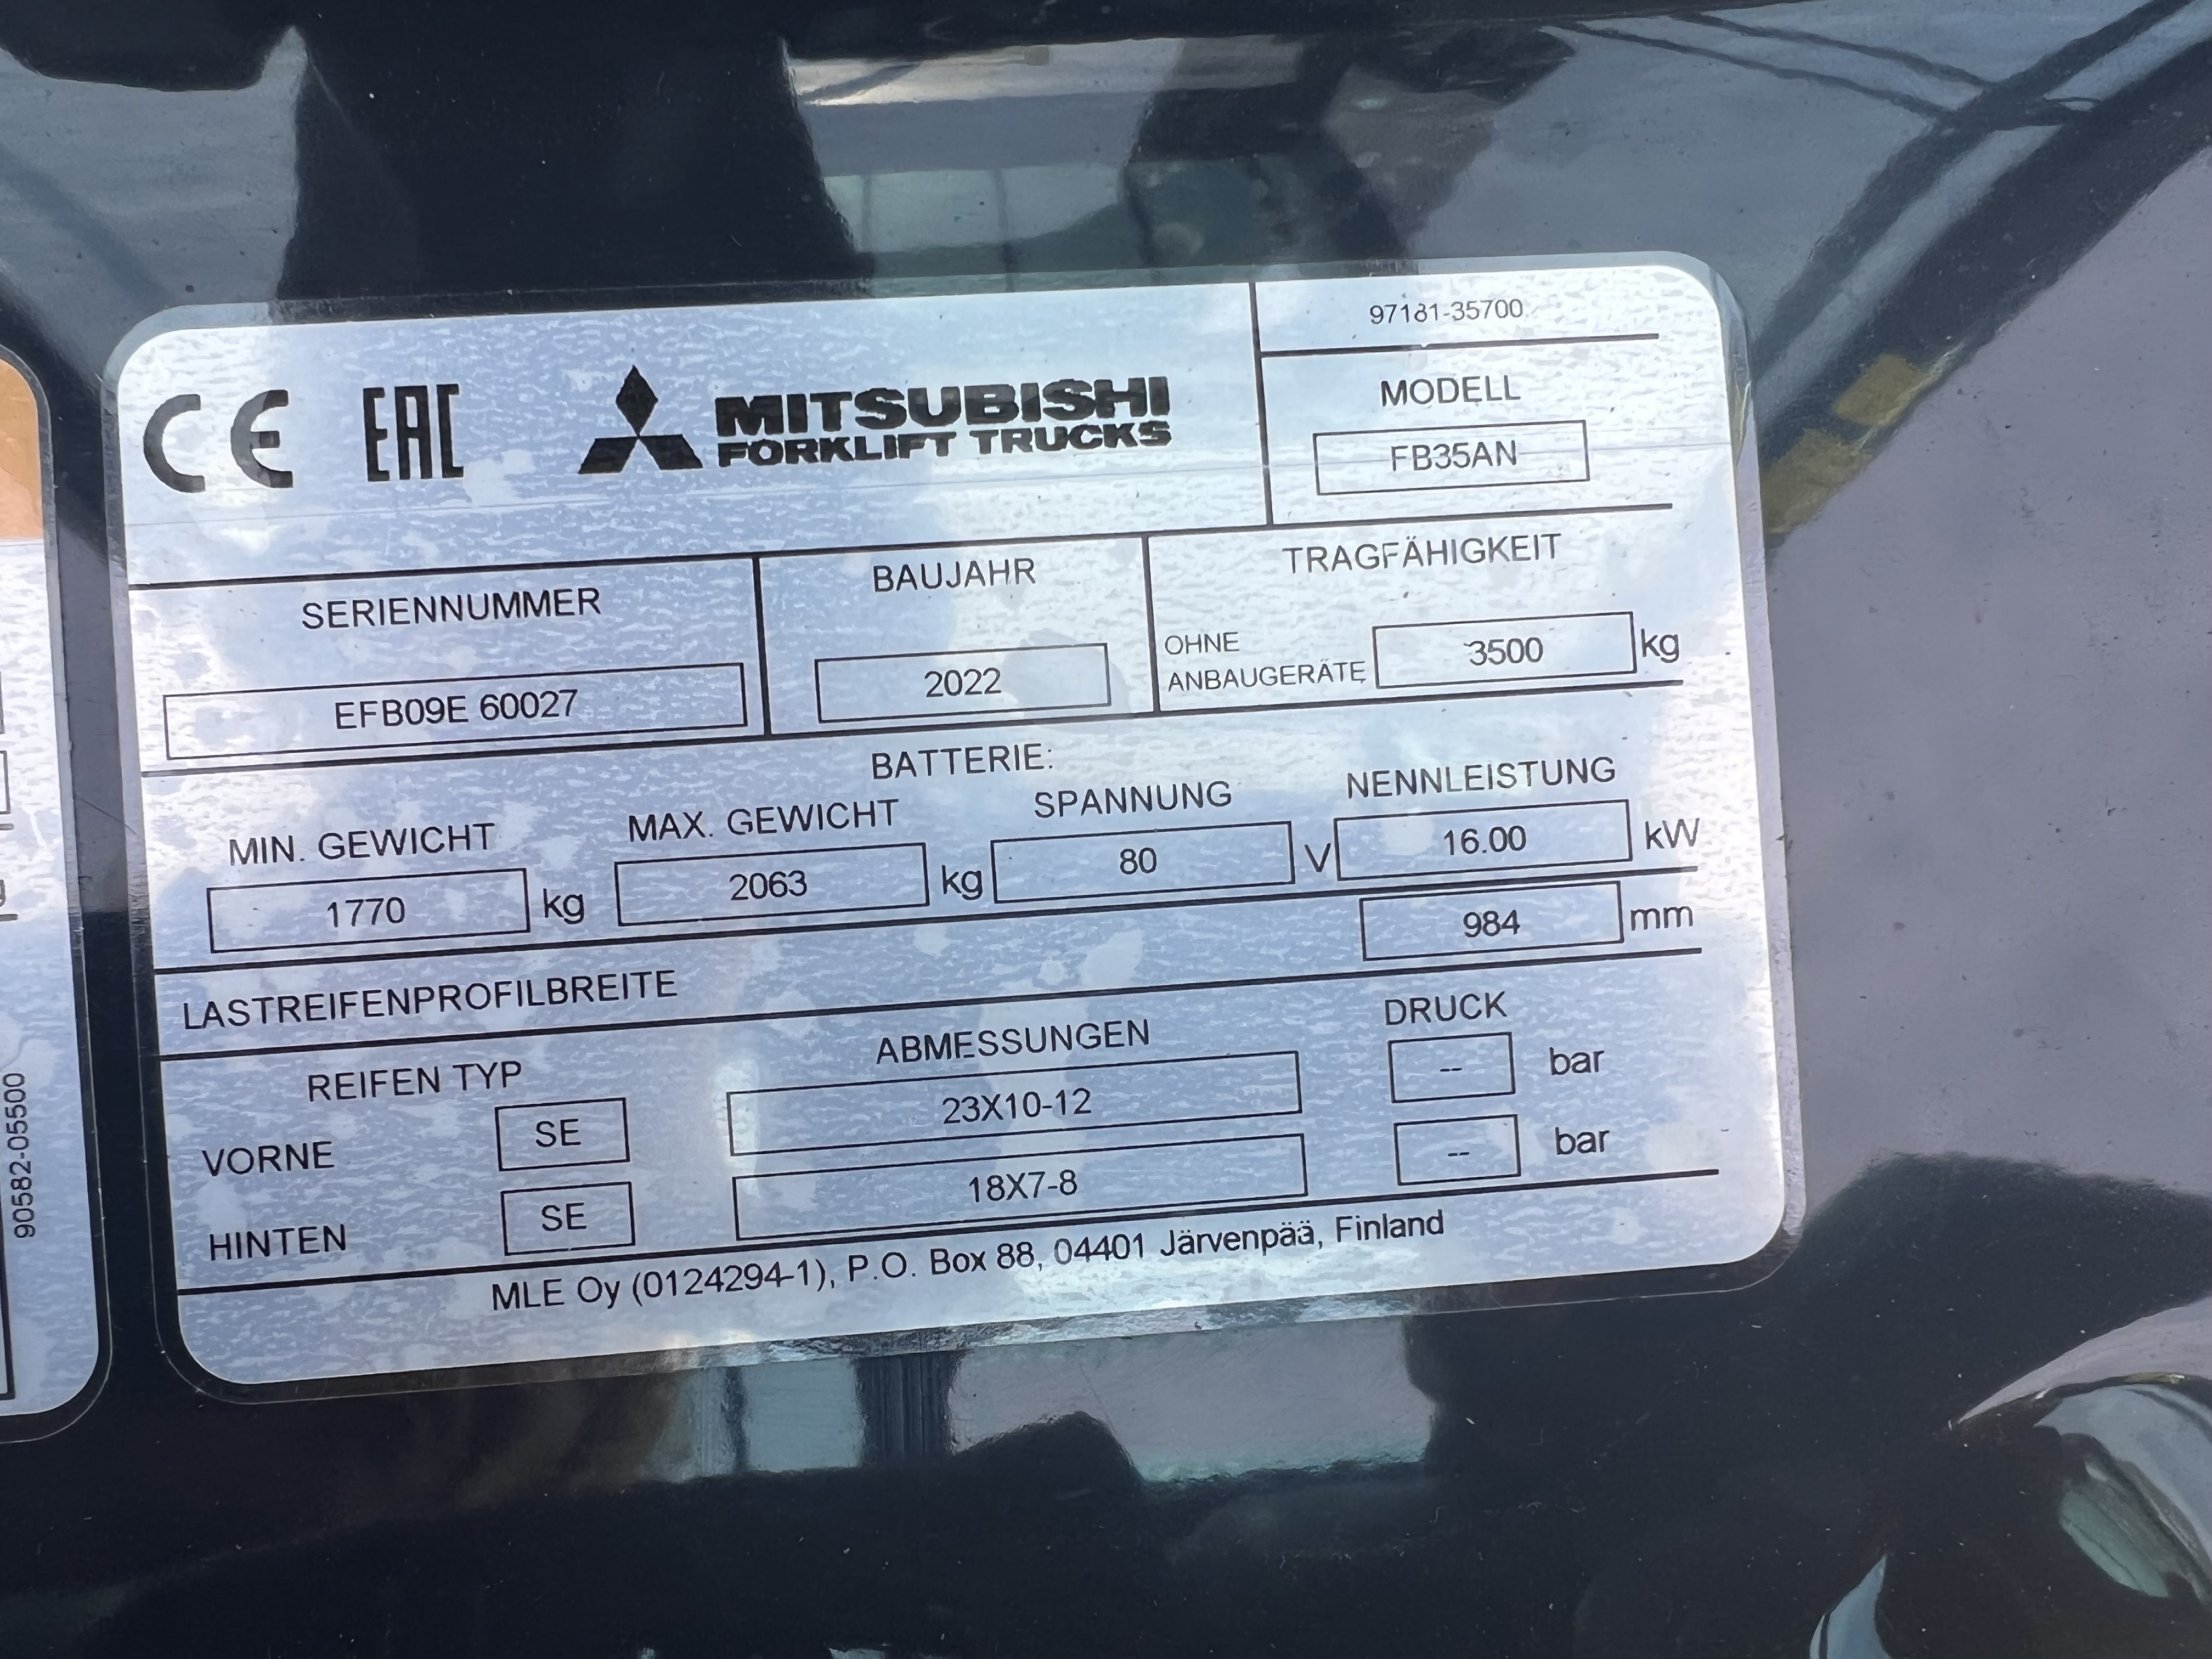 CE EAC MITSUBISHI
FORKLIFT TRUCKS
97181-35700
MODELL
FB35AN
SERIENNUMMER
EFB09E 60027
BAUJAHR
2022
TRAGFÄHIGKEIT
OHNE
ANBAUGERÄTE 3500 kg
BATTERIE:
MIN. GEWICHT MAX. GEWICHT SPANNUNG NENNLEISTUNG
1770 kg 2063 kg 80 V 16.00 kW
LASTREIFENPROFILBREITE 984 mm
REIFEN TYP ABMESSUNGEN DRUCK
VORNE SE 23X10-12 -- bar
HINTEN SE 18X7-8 -- bar
MLE Oy (0124294-1), P.O. Box 88, 04401 Järvenpää, Finland
90582-05500